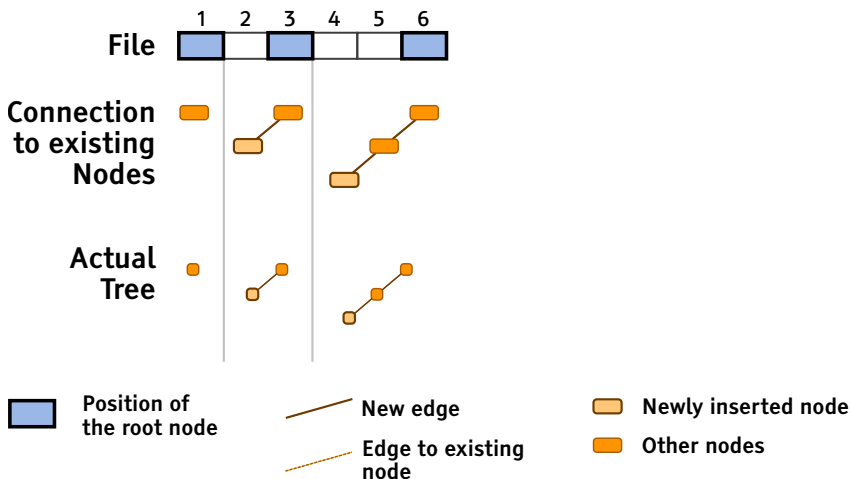 1 2 3 4 5 6
File
Connection
to existing
Nodes
Actual
Tree
Position of
the root node
New edge
Edge to existing
node
Newly inserted node
Other nodes